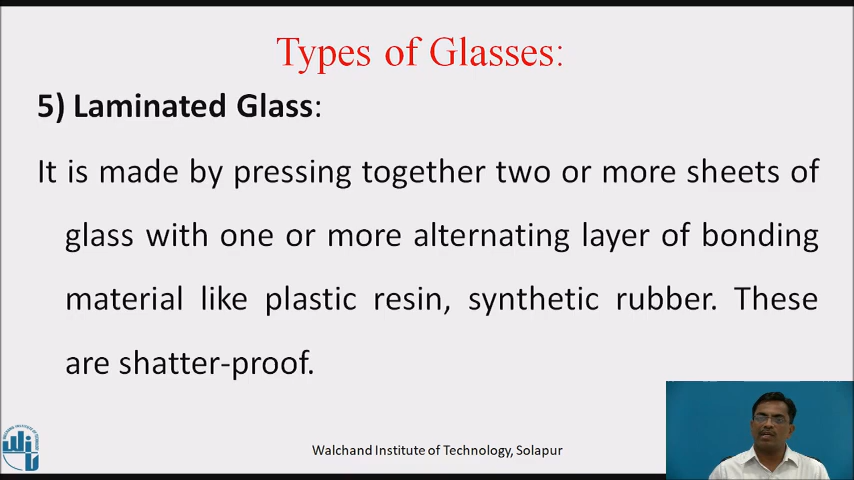 Types of Glasses:
5) Laminated Glass:
It is made by pressing together two or more sheets of
glass with one or more alternating layer of bonding
material like plastic resin, synthetic rubber. These
are shatter-proof.
Walchand Institute of Technology, Solapur